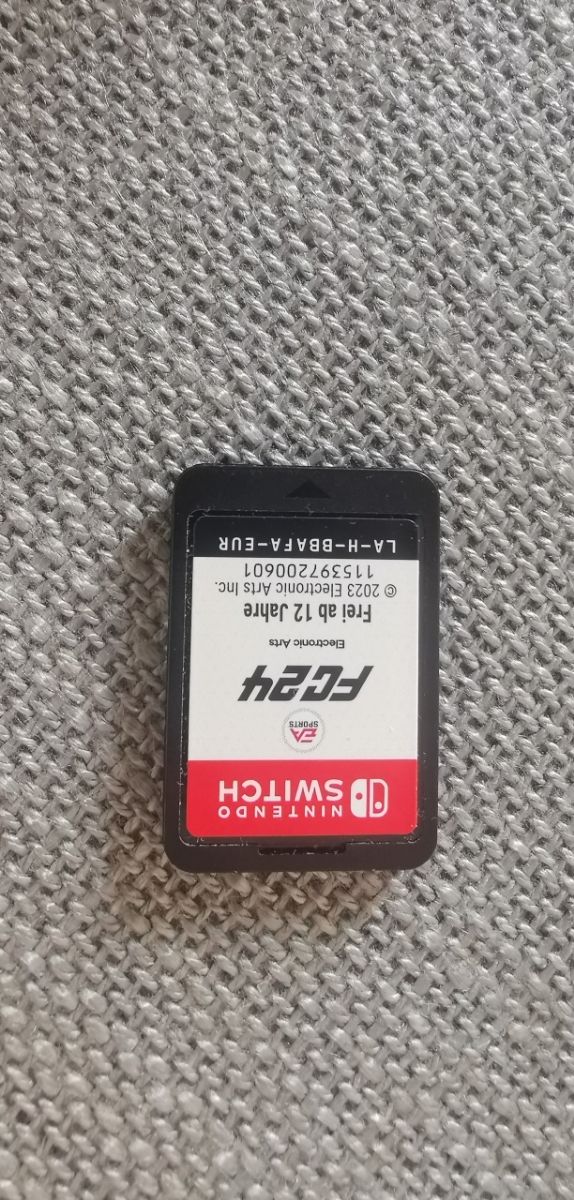 NINTENDO
SWITCH
EA
SPORTS
FC24
Electronic Arts
Frei ab 12 Jahre
© 2023 Electronic Arts Inc.
115397200601
LA-H-BBAFA-EUR